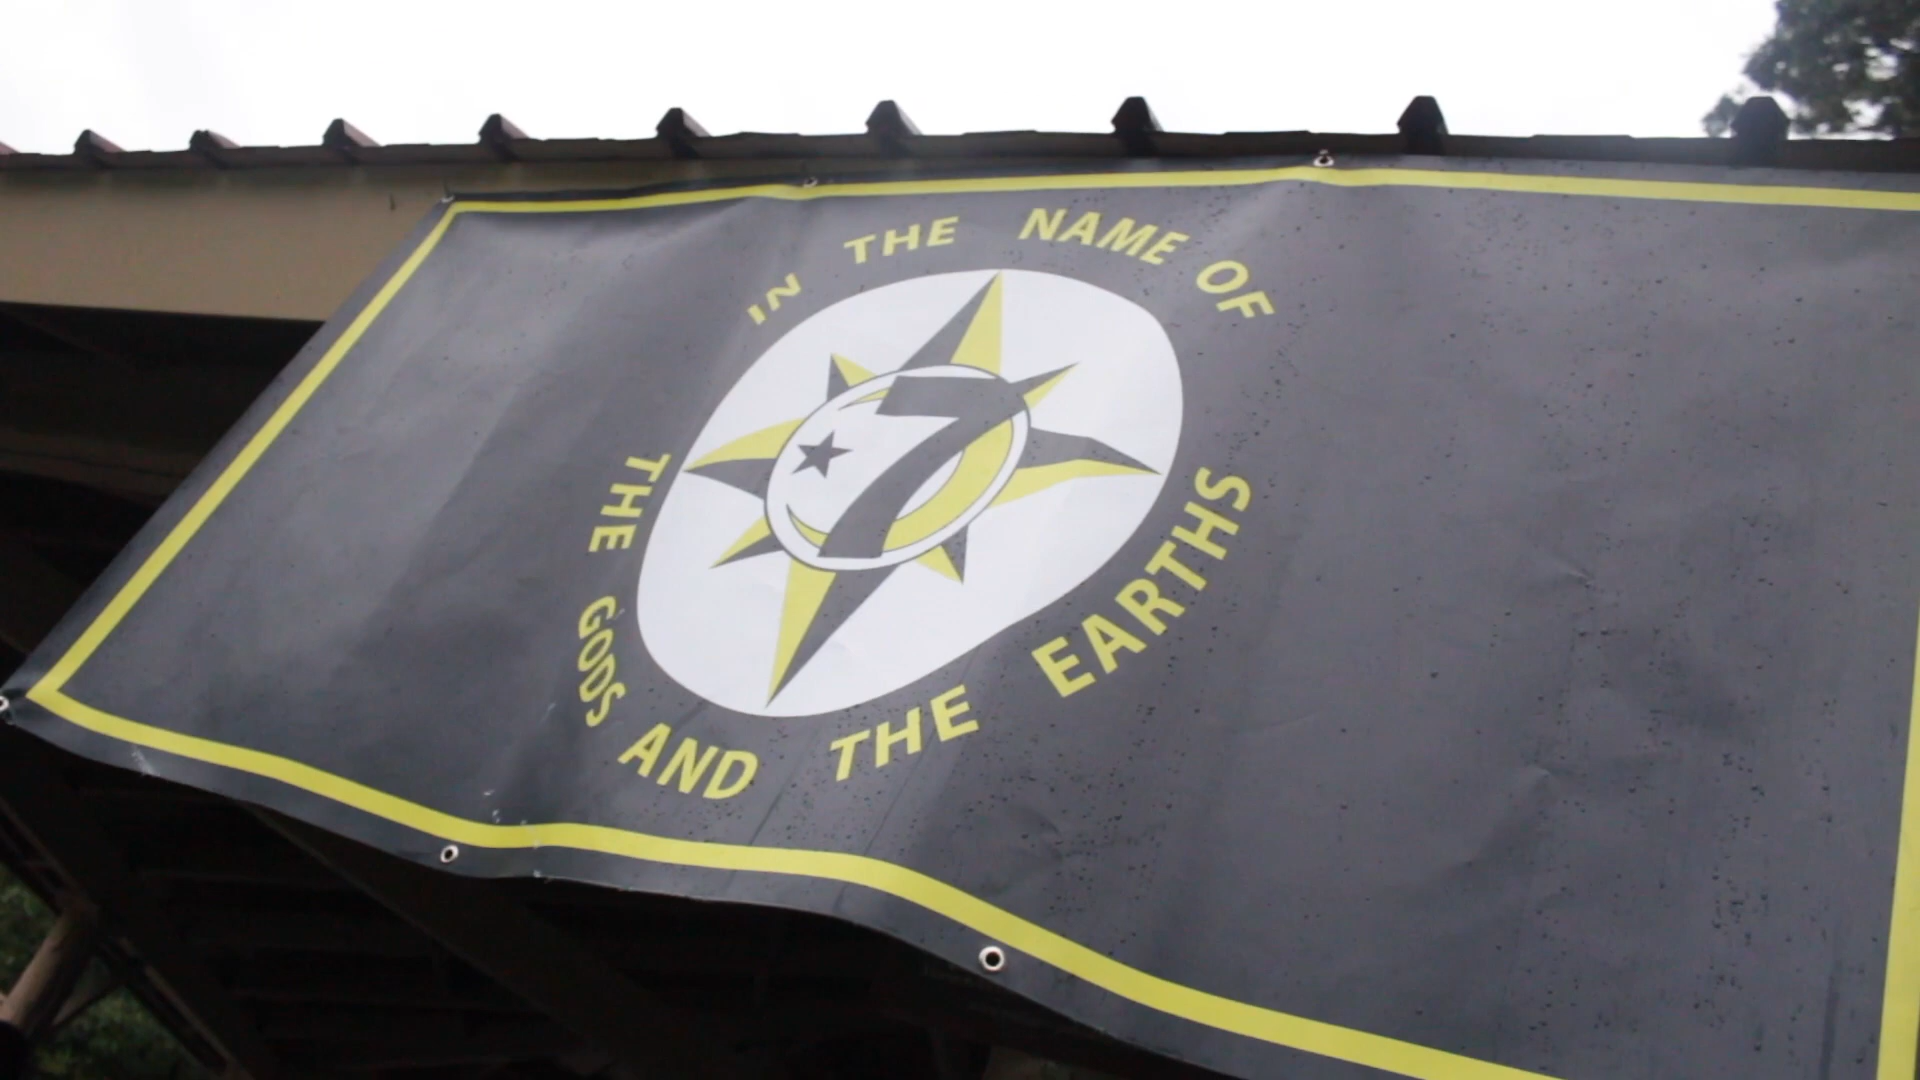 IN THE NAME OF
THE GODS AND THE EARTHS
7